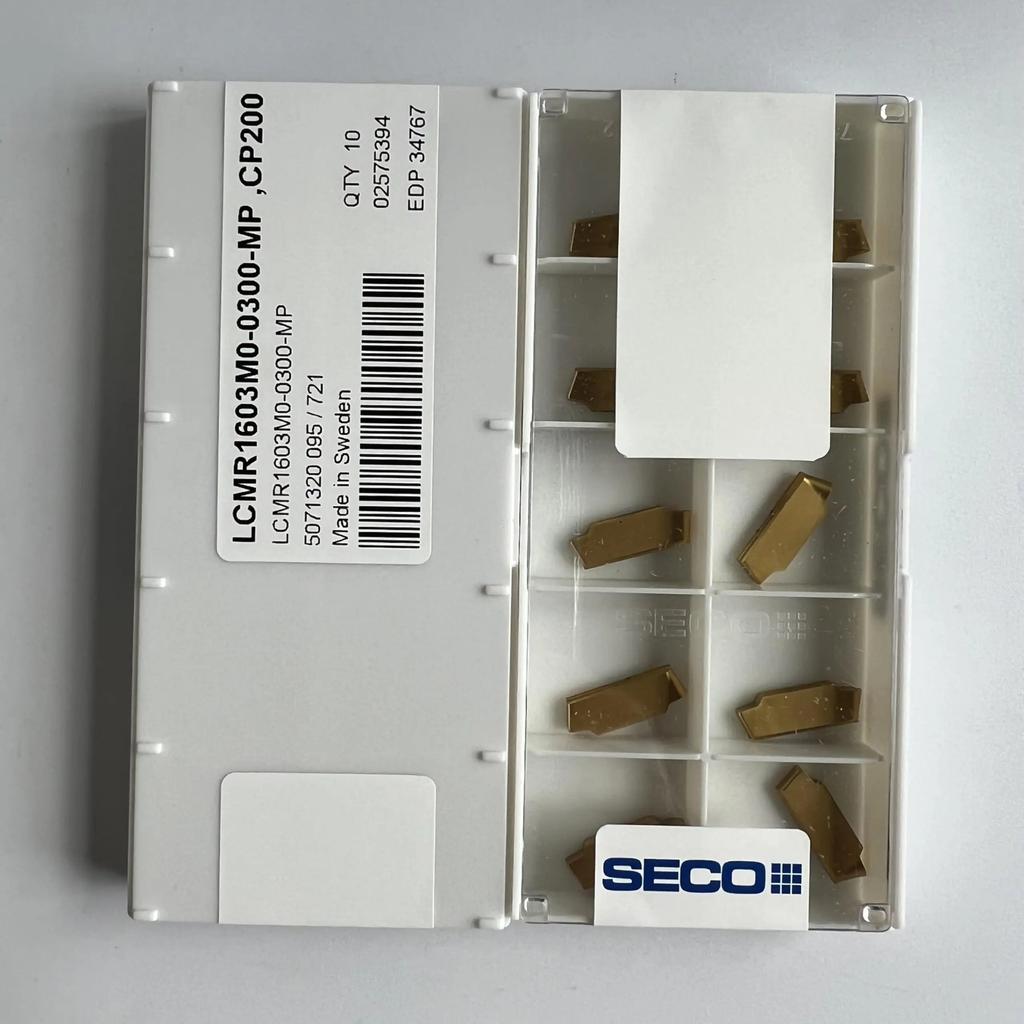 LCMR1603M0-0300-MP ,CP200
LCMR1603M0-0300-MP
5071320 095 / 721
Made in Sweden
QTY 10
02575394
EDP 34767
SECO
SECO